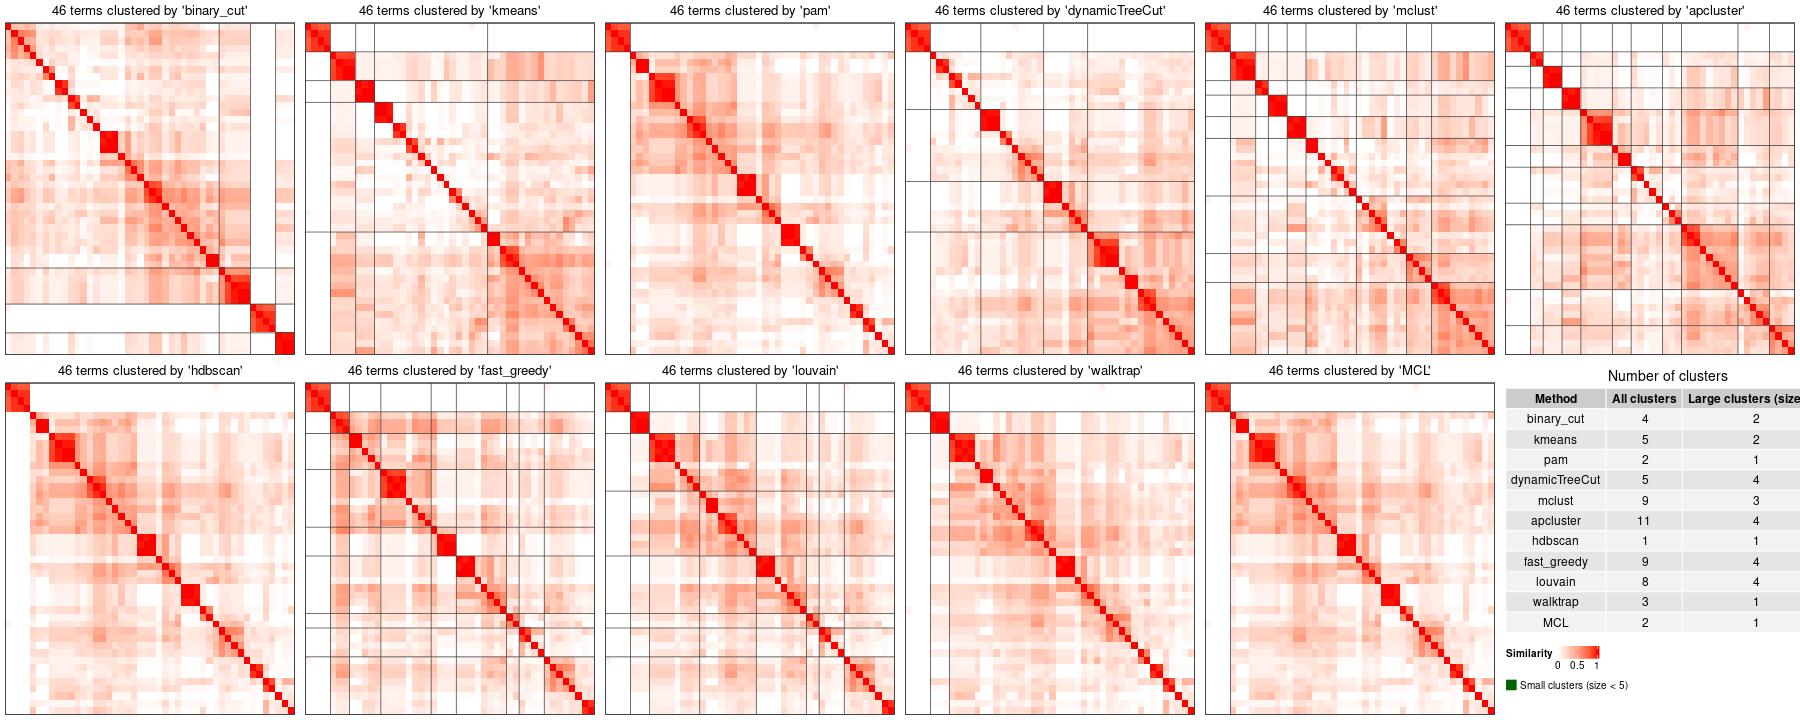 46 terms clustered by 'binary_cut'
46 terms clustered by 'kmeans'
46 terms clustered by 'pam'
46 terms clustered by 'dynamicTreeCut'
46 terms clustered by 'mclust'
46 terms clustered by 'apcluster'
46 terms clustered by 'hdbscan'
46 terms clustered by 'fast_greedy'
46 terms clustered by 'louvain'
46 terms clustered by 'walktrap'
46 terms clustered by 'MCL'
Number of clusters
Method All clusters Large clusters (size
binary_cut 4 2
kmeans 5 2
pam 2 1
dynamicTreeCut 5 4
mclust 9 3
apcluster 11 4
hdbscan 1 1
fast_greedy 9 4
louvain 8 4
walktrap 3 1
MCL 2 1
Similarity
0 0.5 1
Small clusters (size < 5)